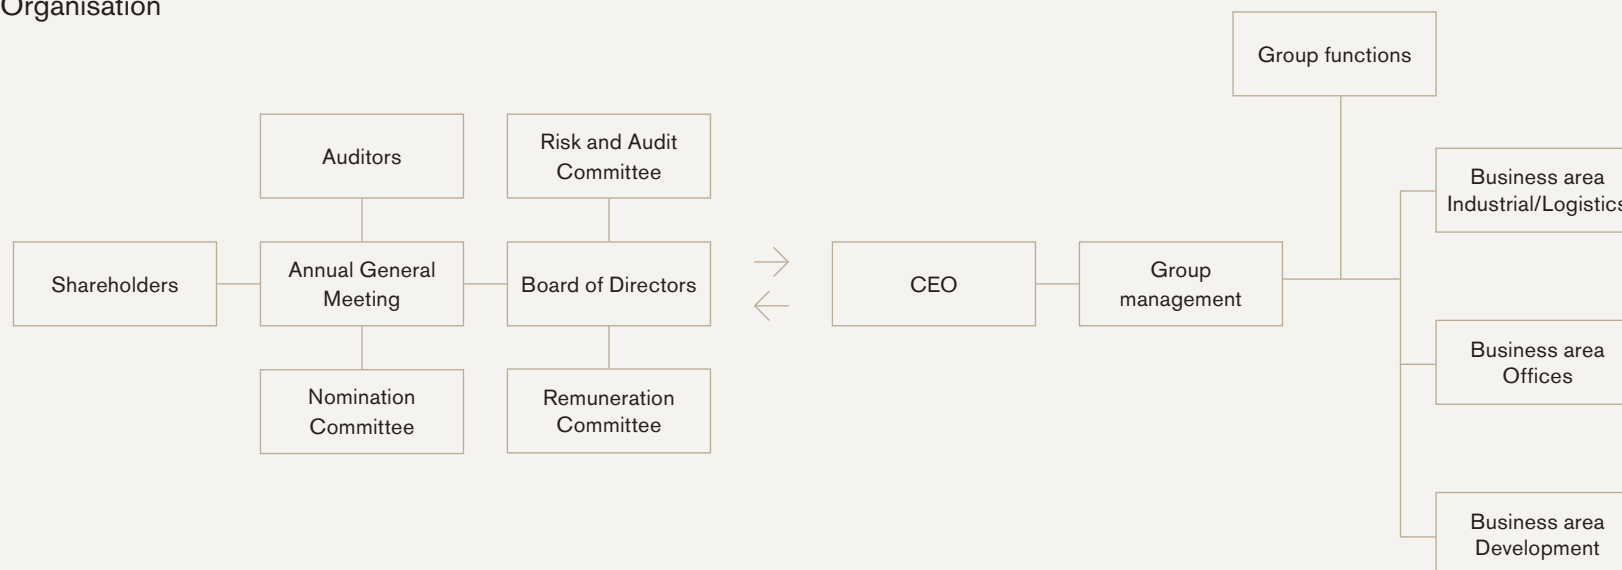 Organisation
Group functions
Auditors
Risk and Audit
Committee
Shareholders
Annual General
Meeting
Board of Directors
CEO
Group
management
Nomination
Committee
Remuneration
Committee
Business area
Industrial/Logistics
Business area
Offices
Business area
Development